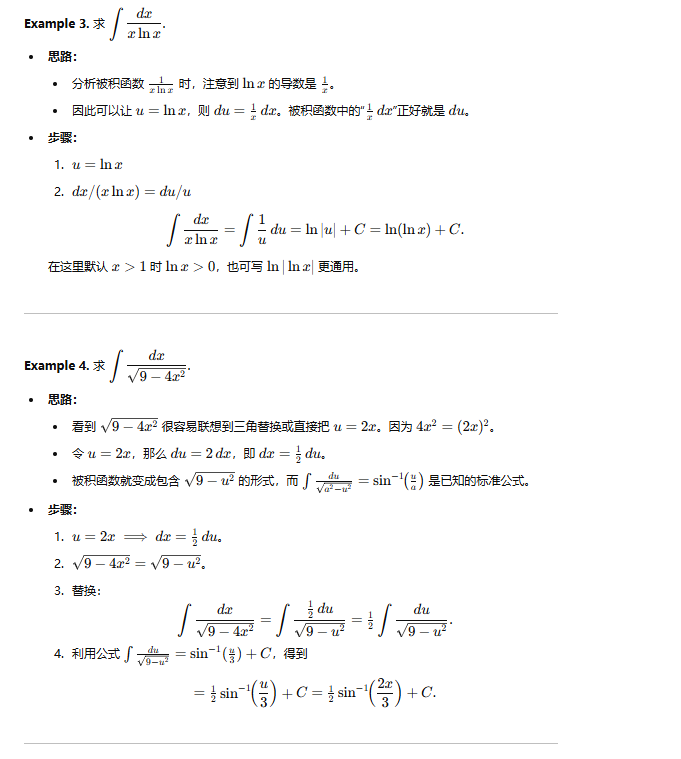 Example 3. 求 ∫ dx / (x ln x).
• 思路：
• 分析被积函数 1/(x ln x) 时，注意到 ln x 的导数是 1/x。
• 因此可以让 u = ln x，则 du = 1/x dx。被积函数中的“1/x dx”正好就是 du。
• 步骤：
1. u = ln x
2. dx/(x ln x) = du/u
∫ dx/(x ln x) = ∫ 1/u du = ln |u| + C = ln(ln x) + C.
在这里默认 x > 1 时 ln x > 0，也可写 ln | ln x| 更通用。
Example 4. 求 ∫ dx / √(9 − 4x²).
• 思路：
• 看到 √(9 − 4x²) 很容易联想到三角替换或直接把 u = 2x。因为 4x² = (2x)²。
• 令 u = 2x，那么 du = 2 dx，即 dx = 1/2 du。
• 被积函数就变成包含 √(9 − u²) 的形式，而 ∫ du/√(a²−u²) = sin⁻¹(u/a) 是已知的标准公式。
• 步骤：
1. u = 2x ⟹ dx = 1/2 du。
2. √(9 − 4x²) = √(9 − u²)。
3. 替换：
∫ dx/√(9 − 4x²) = ∫ (1/2 du)/√(9 − u²) = 1/2 ∫ du/√(9 − u²).
4. 利用公式 ∫ du/√(9−u²) = sin⁻¹(u/3) + C，得到
= 1/2 sin⁻¹(u/3) + C = 1/2 sin⁻¹(2x/3) + C.